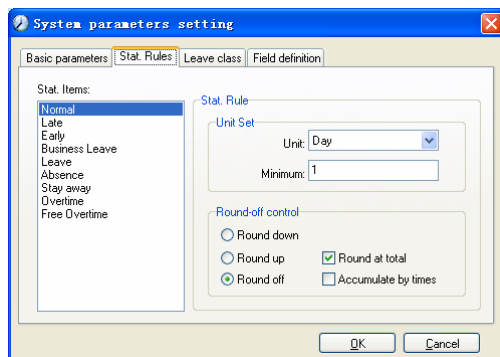 System parameters setting
Basic parameters Stat. Rules Leave class Field definition
Stat. Items:
Normal
Late
Early
Business Leave
Leave
Absence
Stay away
Overtime
Free Overtime
Stat. Rule
Unit Set
Unit: Day
Minimum: 1
Round-off control
Round down
Round up Round at total
Round off Accumulate by times
OK Cancel